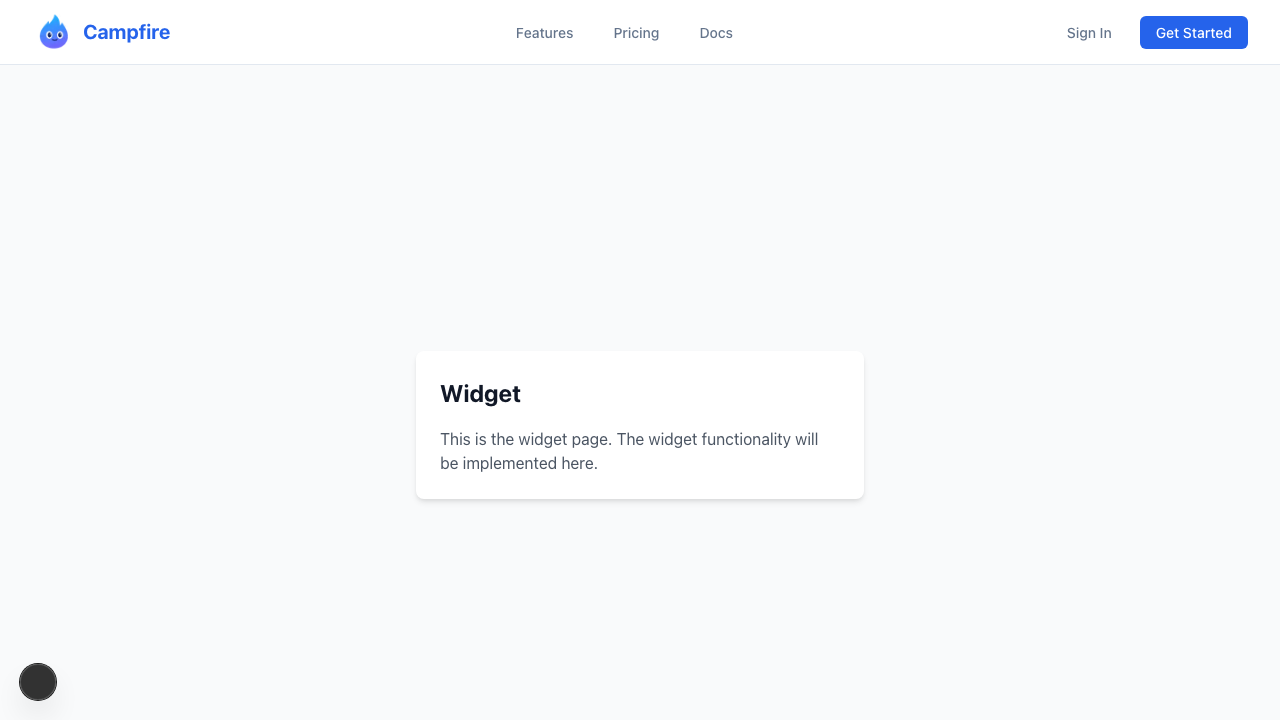 Campfire
Features
Pricing
Docs
Sign In
Get Started
Widget
This is the widget page. The widget functionality will
be implemented here.